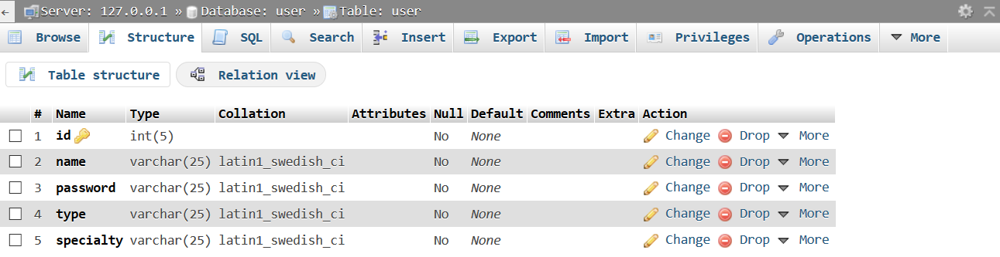 Server: 127.0.0.1 » Database: user » Table: user
Browse Structure SQL Search Insert Export Import Privileges Operations More
Table structure Relation view
# Name Type Collation Attributes Null Default Comments Extra Action
1 id int(5) No None Change Drop More
2 name varchar(25) latin1_swedish_ci No None Change Drop More
3 password varchar(25) latin1_swedish_ci No None Change Drop More
4 type varchar(25) latin1_swedish_ci No None Change Drop More
5 specialty varchar(25) latin1_swedish_ci No None Change Drop More